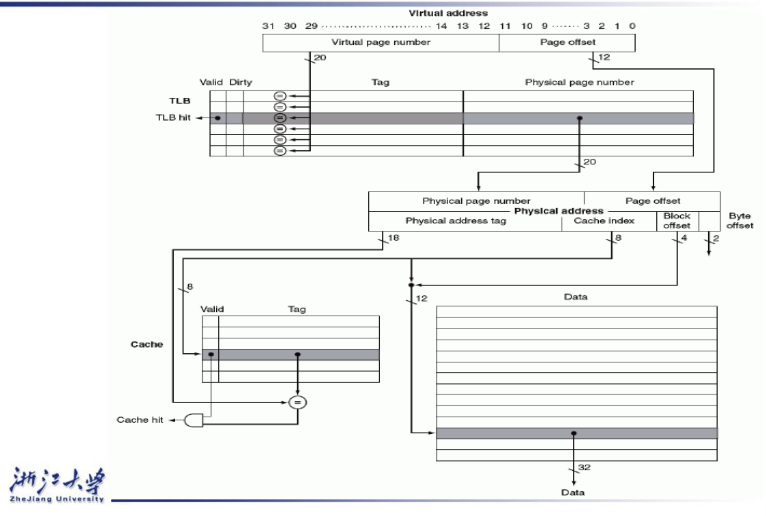 Virtual address
31 30 29 ······················ 14 13 12 11 10 9 ······· 3 2 1 0
Virtual page number Page offset
20 12
Valid Dirty Tag Physical page number
TLB
TLB hit
=
=
=
=
=
=
20
Physical page number Page offset
Physical address
Physical address tag Cache index Block offset Byte offset
18 8 4 2
8 12
Data
Valid Tag
Cache
=
Cache hit
32
Data
浙江大学
ZheJiang University